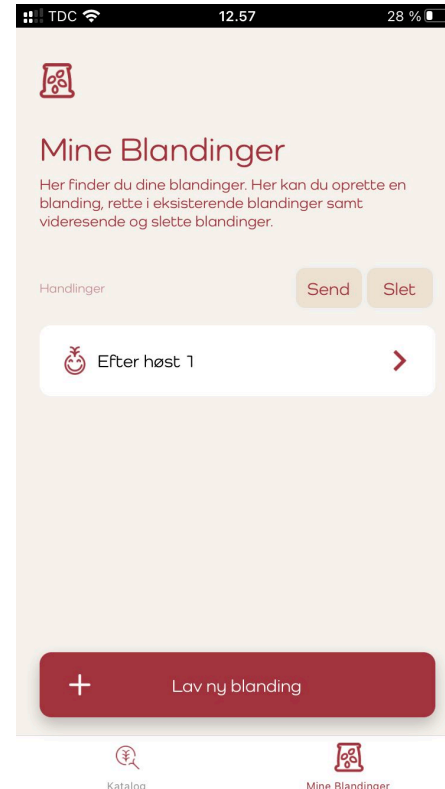 TDC 12.57 28 %
Mine Blandinger
Her finder du dine blandinger. Her kan du oprette en
blanding, rette i eksisterende blandinger samt
videresende og slette blandinger.
Handlinger Send Slet
Efter høst 1
Lav ny blanding
Katalog Mine Blandinger